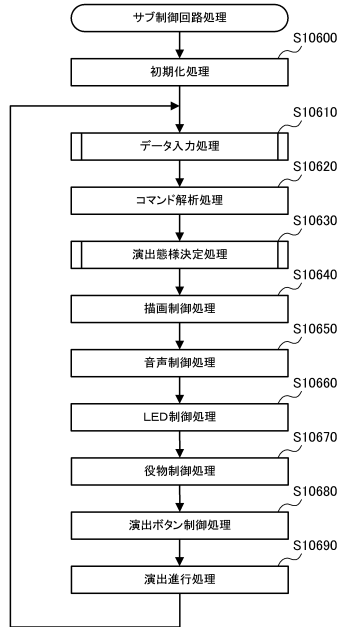 サブ制御回路処理
S10600
初期化処理
S10610
データ入力処理
S10620
コマンド解析処理
S10630
演出態様決定処理
S10640
描画制御処理
S10650
音声制御処理
S10660
LED制御処理
S10670
役物制御処理
S10680
演出ボタン制御処理
S10690
演出進行処理